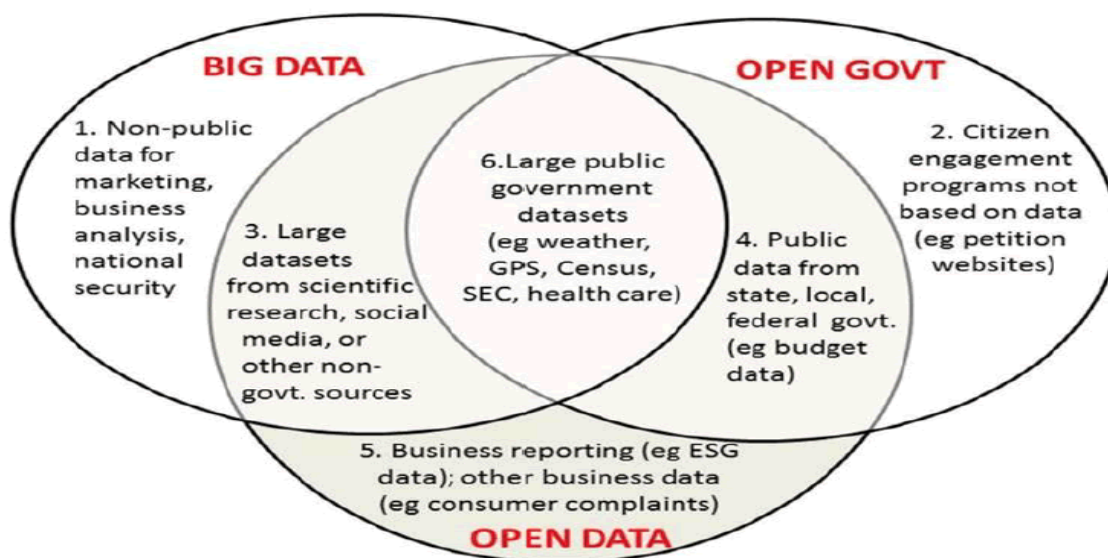 BIG DATA
OPEN GOVT
1. Non-public
data for
marketing,
business
analysis,
national
security
2. Citizen
engagement
programs not
based on data
(eg petition
websites)
6.Large public
government
datasets
(eg weather,
GPS, Census,
SEC, health care)
3. Large
datasets
from scientific
research, social
media, or
other non-
govt. sources
4. Public
data from
state, local,
federal govt.
(eg budget
data)
5. Business reporting (eg ESG
data); other business data
(eg consumer complaints)
OPEN DATA